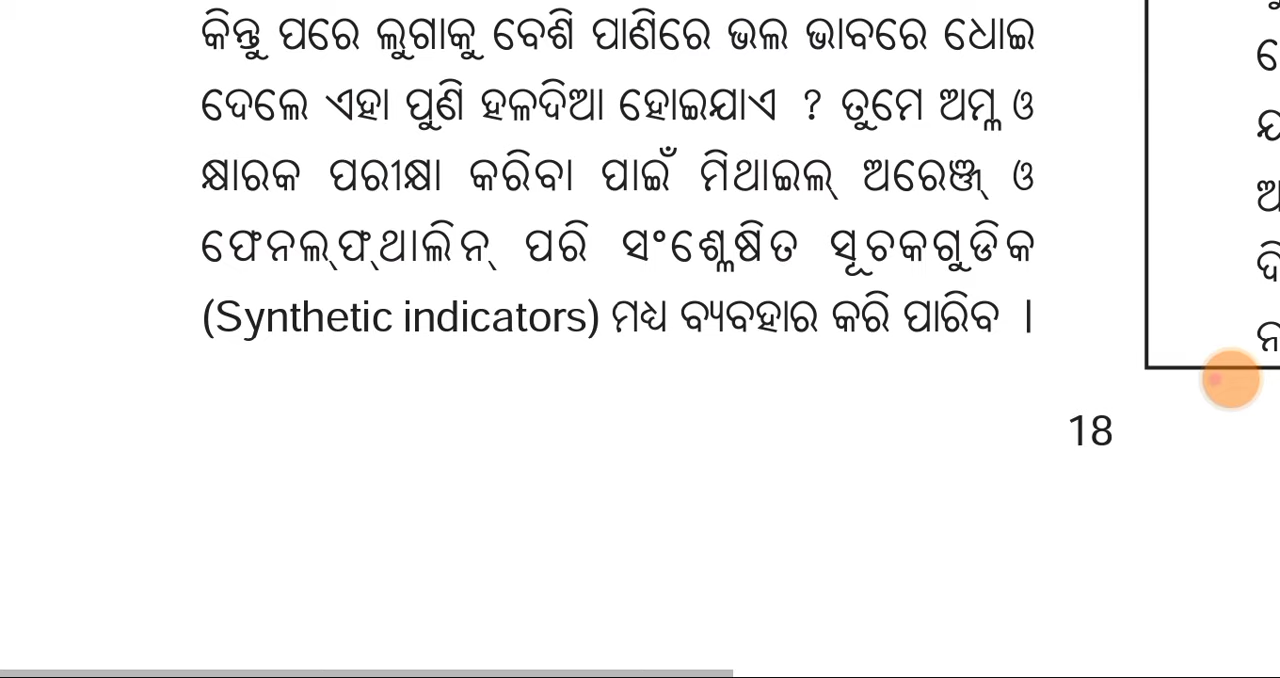 କିନ୍ତୁ ପରେ ଲୁଗାକୁ ବେଶି ପାଣିରେ ଭଲ ଭାବରେ ଧୋଇ
ଦେଲେ ଏହା ପୁଣି ହଳଦିଆ ହୋଇଯାଏ ? ତୁମେ ଅମ୍ଳ ଓ
କ୍ଷାରକ ପରୀକ୍ଷା କରିବା ପାଇଁ ମିଥାଇଲ୍ ଅରେଞ୍ଜ୍ ଓ
ଫେନଲ୍‌ଫ୍‌ଥାଲିନ୍ ପରି ସଂଶ୍ଳେଷିତ ସୂଚକଗୁଡିକ
(Synthetic indicators) ମଧ୍ୟ ବ୍ୟବହାର କରି ପାରିବ ।
18